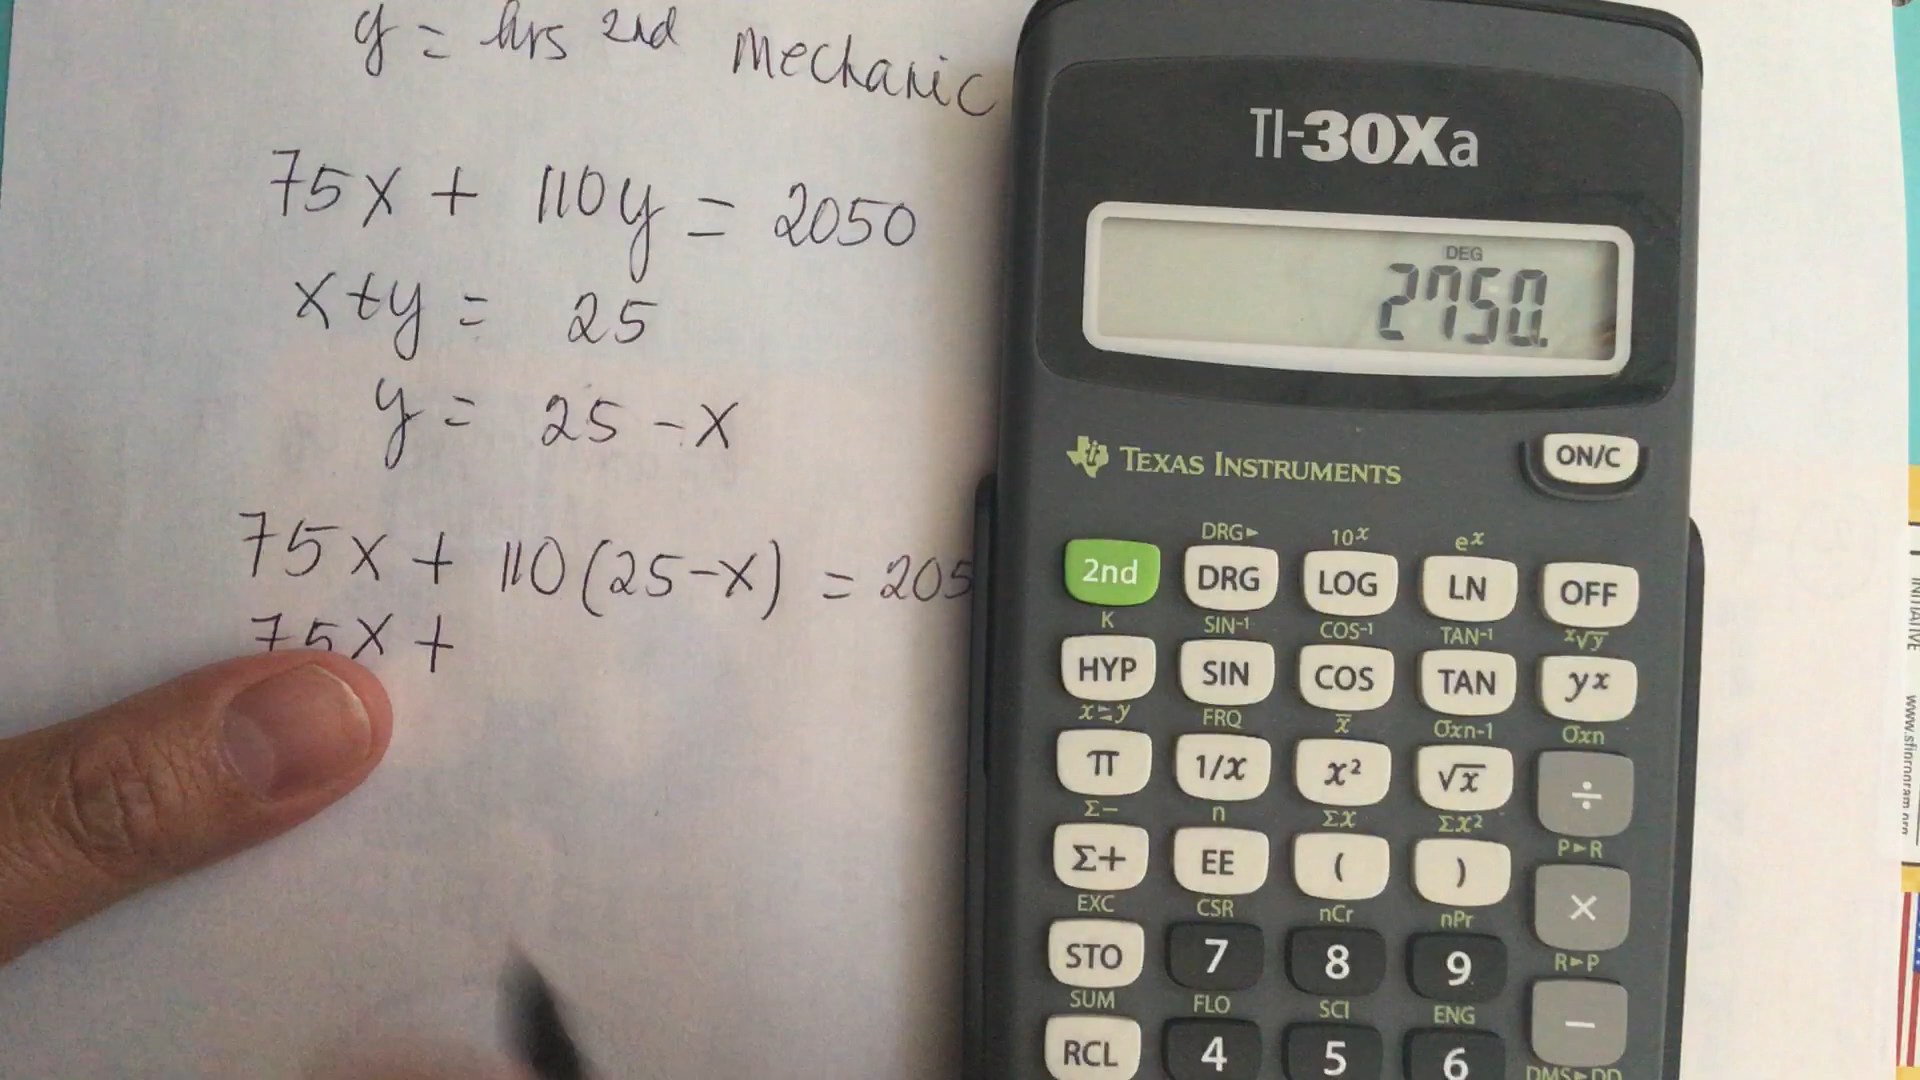 y = hrs 2nd mechanic
75x + 110y = 2050
x + y = 25
y = 25 - x
75x + 110(25-x) = 205
75x +
TI-30Xa
DEG
2750.
TEXAS INSTRUMENTS
ON/C
DRG► 10ˣ eˣ
2nd DRG LOG LN OFF
K SIN⁻¹ COS⁻¹ TAN⁻¹ ˣ√y
HYP SIN COS TAN yˣ
x⇆y FRQ x̄ σxn-1 σxn
π 1/x x² √x ÷
Σ- n Σx Σx² P►R
Σ+ EE ( ) ×
EXC CSR nCr nPr R►P
STO 7 8 9 −
SUM FLO SCI ENG DMS►DD
RCL 4 5 6
INITIATIVE